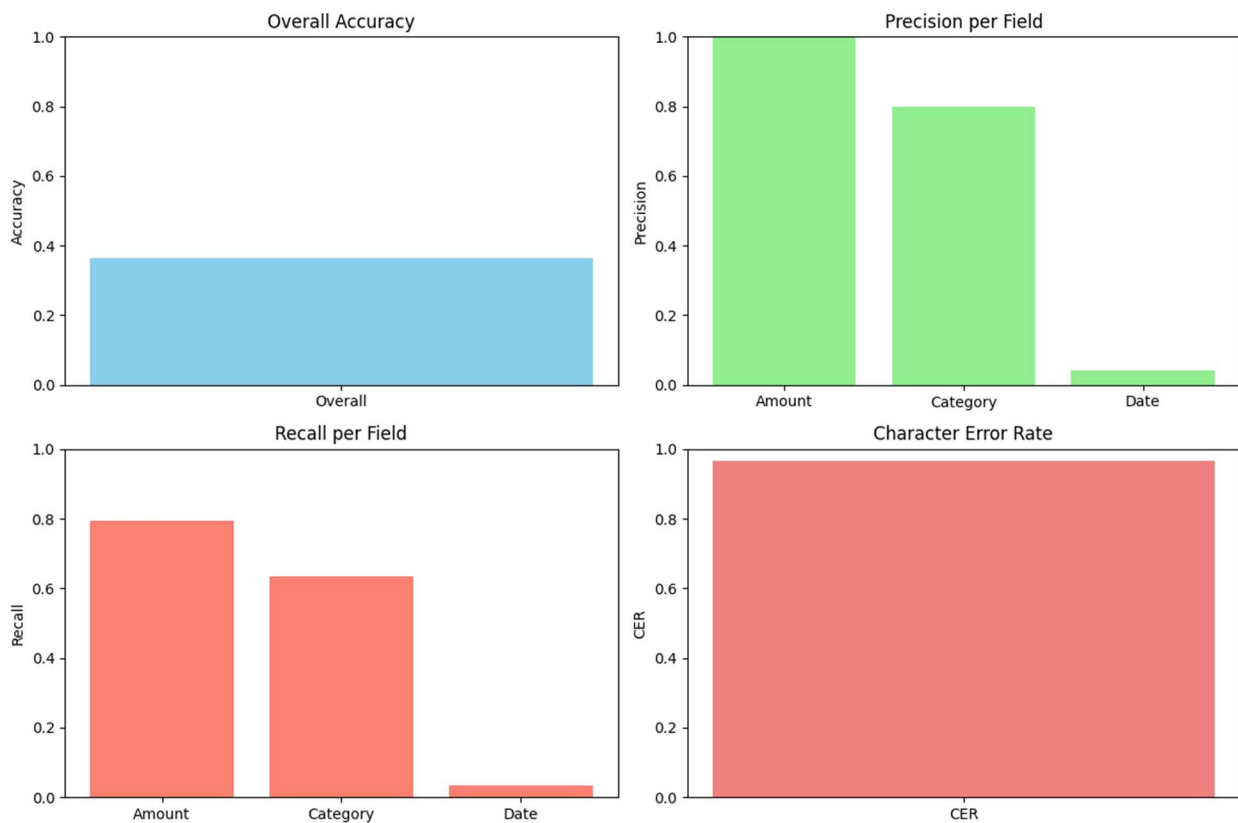 Overall Accuracy
1.0
0.8
0.6
0.4
0.2
0.0
Accuracy
Overall
Precision per Field
1.0
0.8
0.6
0.4
0.2
0.0
Precision
Amount Category Date
Recall per Field
1.0
0.8
0.6
0.4
0.2
0.0
Recall
Amount Category Date
Character Error Rate
1.0
0.8
0.6
0.4
0.2
0.0
CER
CER